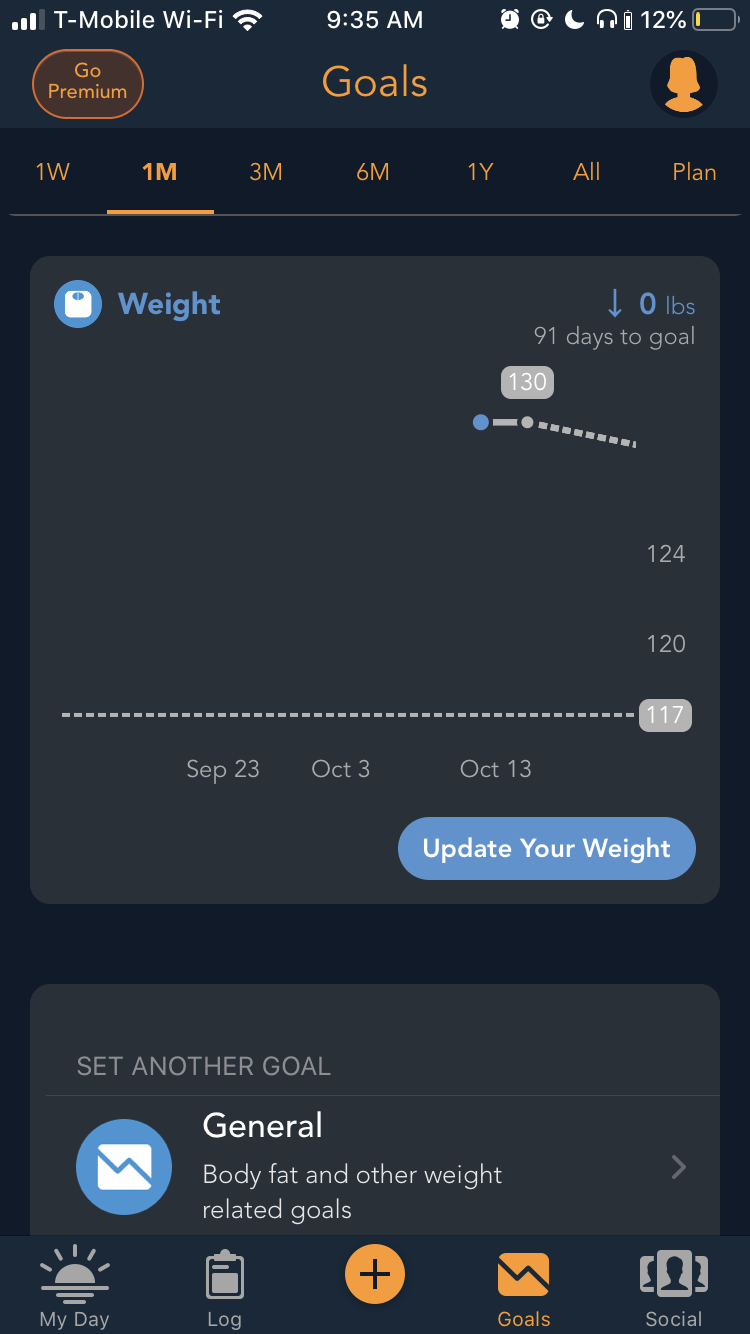 T-Mobile Wi-Fi 9:35 AM 12%
Go
Premium
Goals
1W 1M 3M 6M 1Y All Plan
Weight
↓ 0 lbs
91 days to goal
130
124
120
117
Sep 23 Oct 3 Oct 13
Update Your Weight
SET ANOTHER GOAL
General
Body fat and other weight
related goals
My Day Log Goals Social